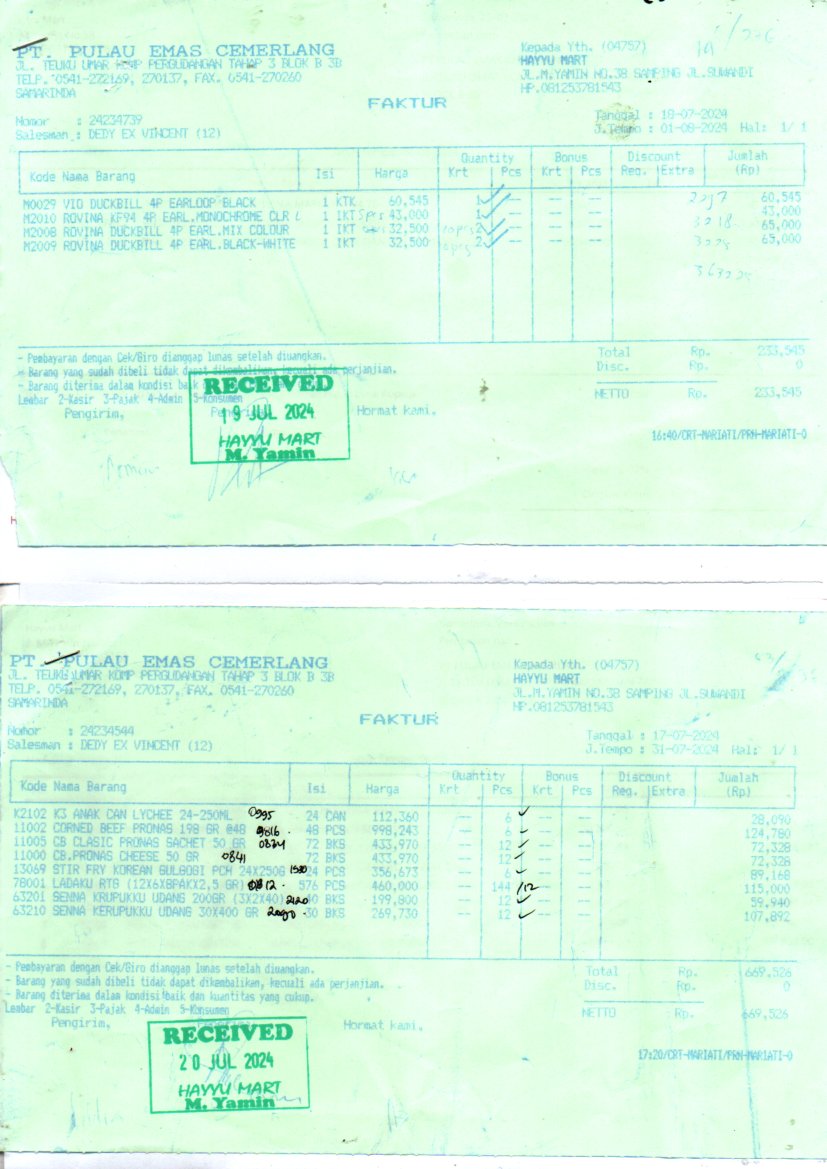 PT. PULAU EMAS CEMERLANG
JL. TEUKU UMAR KOMP PERGUDANGAN TAHAP 3 BLOK B 3B
TELP. 0541-272169, 270137, FAX. 0541-270260
SAMARINDA
Kepada Yth. (04757)
HAYYU MART
JL.M.YAMIN NO.38 SAMPING JL.SUWANDI
HP.081253781543
FAKTUR
Nomor : 24234739
Salesman : DEDY EX VINCENT (12)
Tanggal : 18-07-2024
J.Tempo : 01-08-2024 Hal: 1/ 1
Kode Nama Barang Isi Harga Quantity Krt Pcs Bonus Krt Pcs Discount Reg. Extra Jumlah (Rp)
M0029 VIO DUCKBILL 4P EARLOOP BLACK 1 KTK 60,545 1 -- -- -- 60,545
M2010 ROVINA KF94 4P EARL.MONOCHROME CLR L 1 IKT 5pcs 43,000 1 -- -- -- 43,000
M2008 ROVINA DUCKBILL 4P EARL.MIX COLOUR 1 IKT 32,500 2 -- -- -- 65,000
M2009 ROVINA DUCKBILL 4P EARL.BLACK-WHITE 1 IKT 32,500 2 -- -- -- 65,000
- Pembayaran dengan Cek/Giro dianggap lunas setelah diuangkan.
- Barang yang sudah dibeli tidak dapat dikembalikan, kecuali ada perjanjian.
- Barang diterima dalam kondisi baik
Lembar 2-Kasir 3-Pajak 4-Admin 5-Konsumen
Pengirim, Hormat kami,
Total Rp. 233,545
Disc. Rp. 0
NETTO Rp. 233,545
RECEIVED
19 JUL 2024
HAYYU MART
M. Yamin
16:40/CRT-MARIATI/PRN-MARIATI-0
PT. PULAU EMAS CEMERLANG
JL. TEUKU UMAR KOMP PERGUDANGAN TAHAP 3 BLOK B 3B
TELP. 0541-272169, 270137, FAX. 0541-270260
SAMARINDA
Kepada Yth. (04757)
HAYYU MART
JL.M.YAMIN NO.38 SAMPING JL.SUWANDI
HP.081253781543
FAKTUR
Nomor : 24234544
Salesman : DEDY EX VINCENT (12)
Tanggal : 17-07-2024
J.Tempo : 31-07-2024 Hal: 1/ 1
Kode Nama Barang Isi Harga Quantity Krt Pcs Bonus Krt Pcs Discount Reg. Extra Jumlah (Rp)
K2102 K3 ANAK CAN LYCHEE 24-250ML 0995 24 CAN 112,360 -- 6 -- -- 28,090
11002 CORNED BEEF PRONAS 198 GR @48 48 PCS 998,243 -- 6 -- -- 124,780
11005 CB CLASIC PRONAS SACHET 50 GR 72 BKS 433,970 -- 12 -- -- 72,328
11000 CB.PRONAS CHEESE 50 GR 0841 72 BKS 433,970 -- 12 -- -- 72,328
13069 STIR FRY KOREAN GULGOGI PCH 24X250G 24 PCH 356,673 -- 6 -- -- 89,168
78001 LADAKU RTG (12X6X8PAKX2,5 GR) 576 PCS 460,000 -- 144 /12 -- -- 115,000
63201 SENNA KRUPUKKU UDANG 200GR (3X2X40) 199,800 -- 12 -- -- 59,940
63210 SENNA KERUPUKKU UDANG 30X400 GR 30 BKS 269,730 -- 12 -- -- 107,892
- Pembayaran dengan Cek/Giro dianggap lunas setelah diuangkan.
- Barang yang sudah dibeli tidak dapat dikembalikan, kecuali ada perjanjian.
- Barang diterima dalam kondisi baik dan kuantitas yang cukup.
Lembar 2-Kasir 3-Pajak 4-Admin 5-Konsumen
Pengirim, Hormat kami,
Total Rp. 669,526
Disc. Rp. 0
NETTO Rp. 669,526
RECEIVED
20 JUL 2024
HAYYU MART
M. Yamin
17:20/CRT-MARIATI/PRN-MARIATI-0